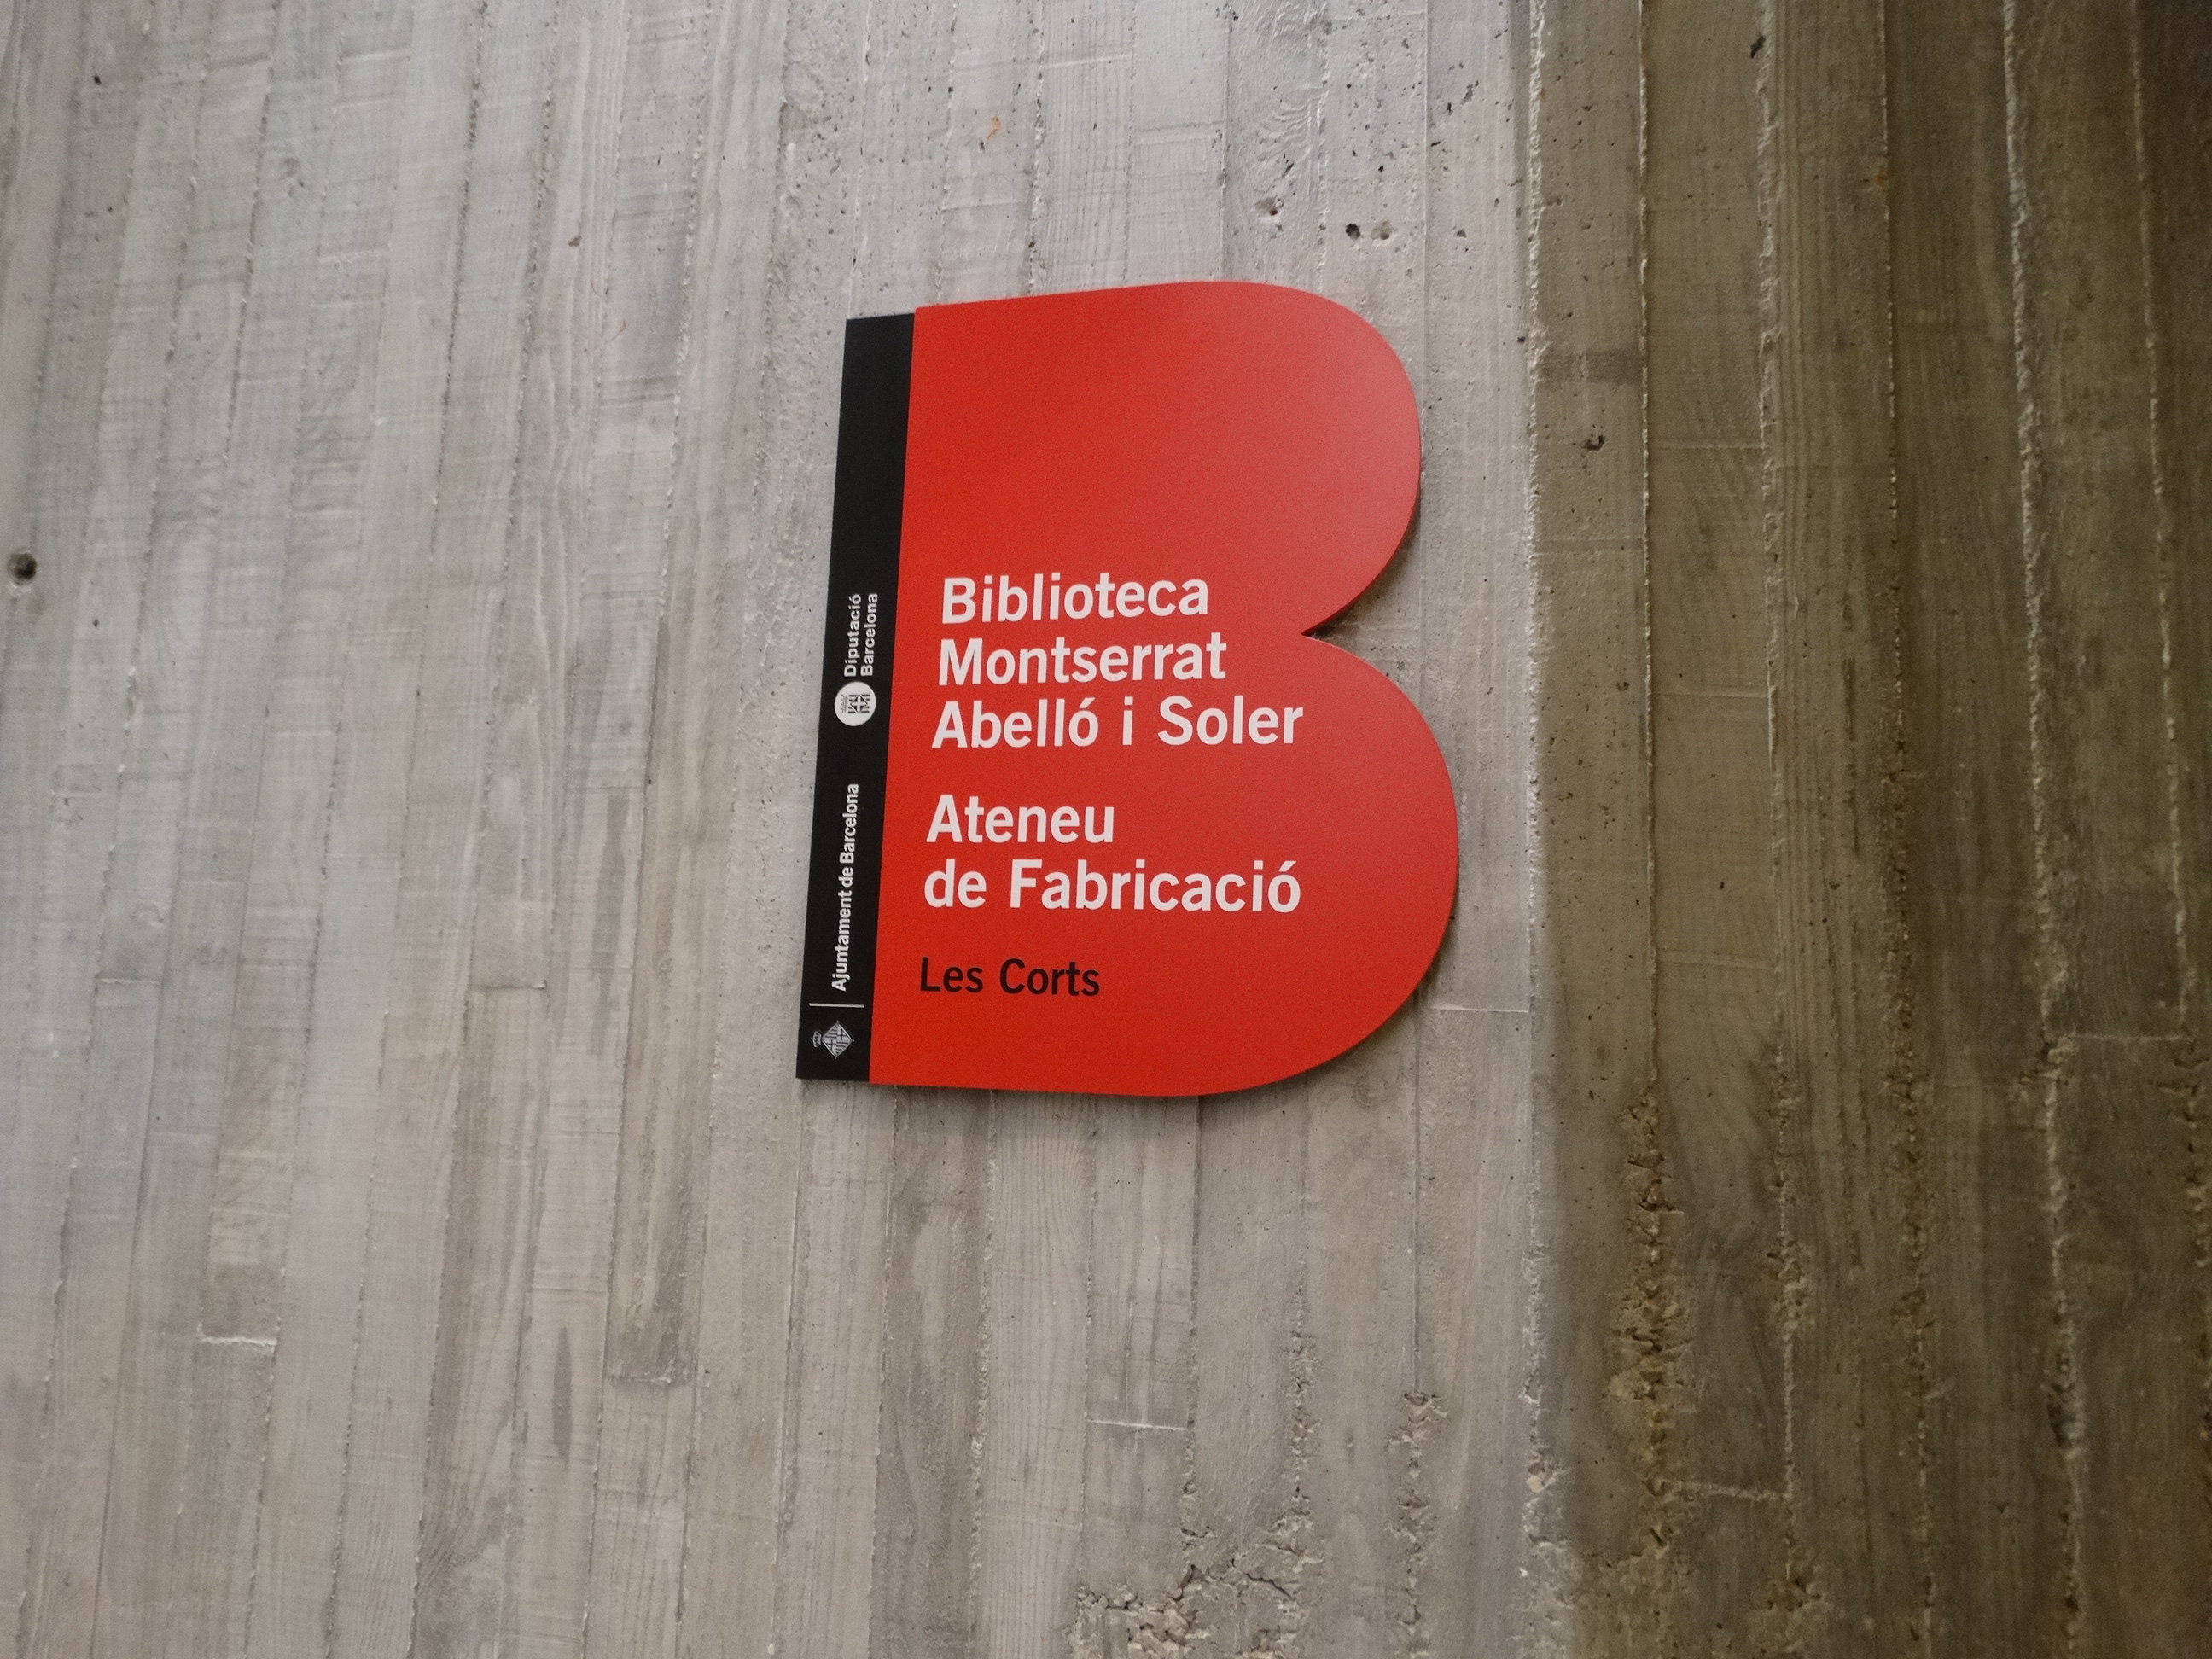 Biblioteca
Montserrat
Abelló i Soler
Ateneu
de Fabricació
Les Corts
Ajuntament de Barcelona
Diputació
Barcelona